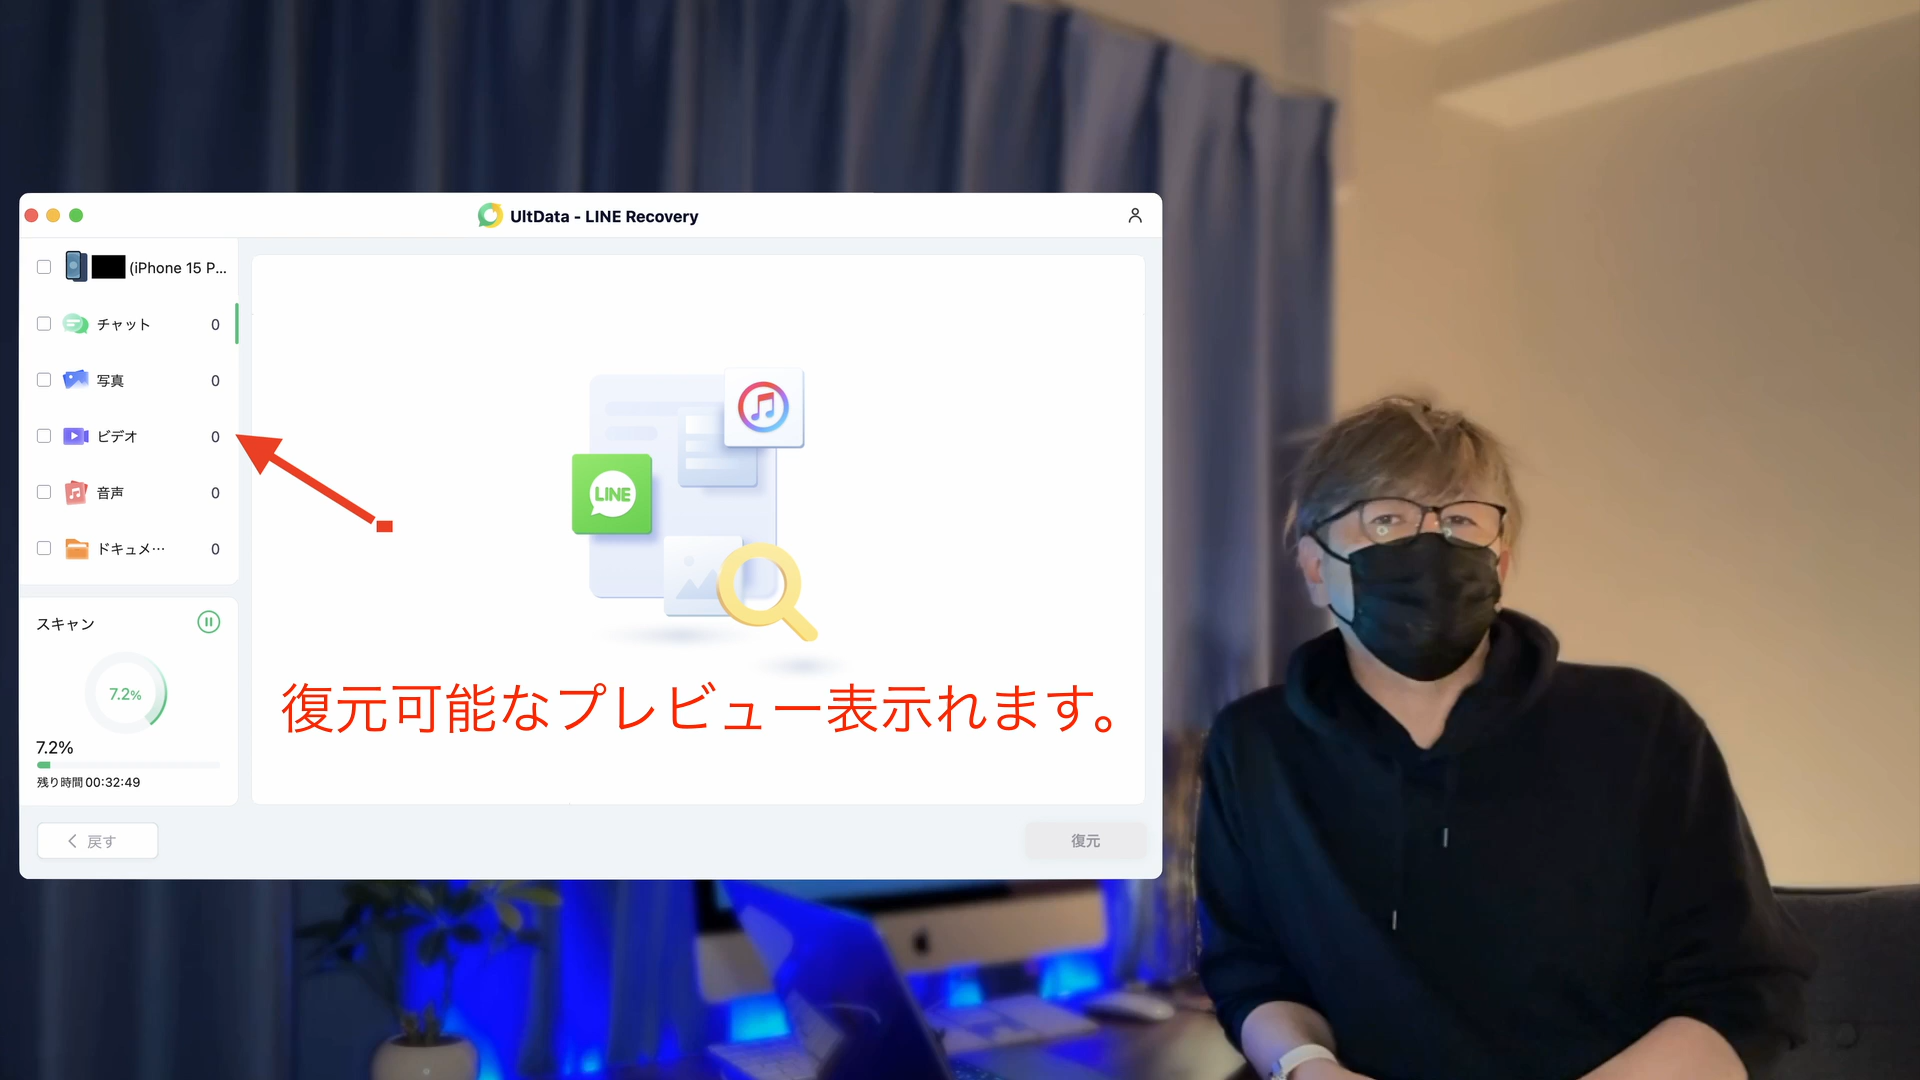 UltData - LINE Recovery
(iPhone 15 P...
チャット 0
写真 0
ビデオ 0
音声 0
ドキュメ… 0
LINE
スキャン
7.2%
7.2%
残り時間 00:32:49
復元可能なプレビュー表示れます。
戻す
復元